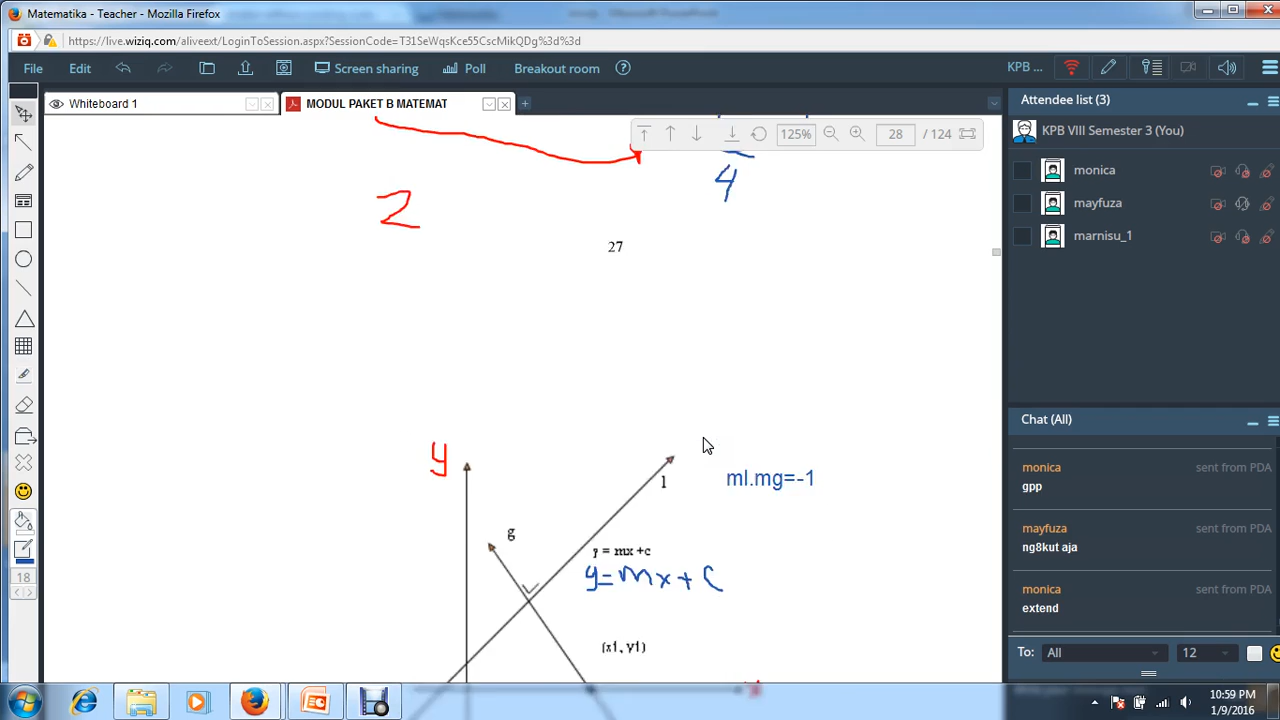 Matematika - Teacher - Mozilla Firefox
https://live.wiziq.com/aliveext/LoginToSession.aspx?SessionCode=T31SeWqsKce55CscMikQDg%3d%3d
File Edit Screen sharing Poll Breakout room ? KPB ...
Whiteboard 1 MODUL PAKET B MATEMAT +
125% 28 / 124
4
2
27
y
l
ml.mg=-1
g
y = mx +c
y=mx+c
(x1, y1)
Attendee list (3)
KPB VIII Semester 3 (You)
monica
mayfuza
marnisu_1
Chat (All)
monica sent from PDA
gpp
mayfuza sent from PDA
ng8kut aja
monica sent from PDA
extend
To: All 12
18
10:59 PM
1/9/2016